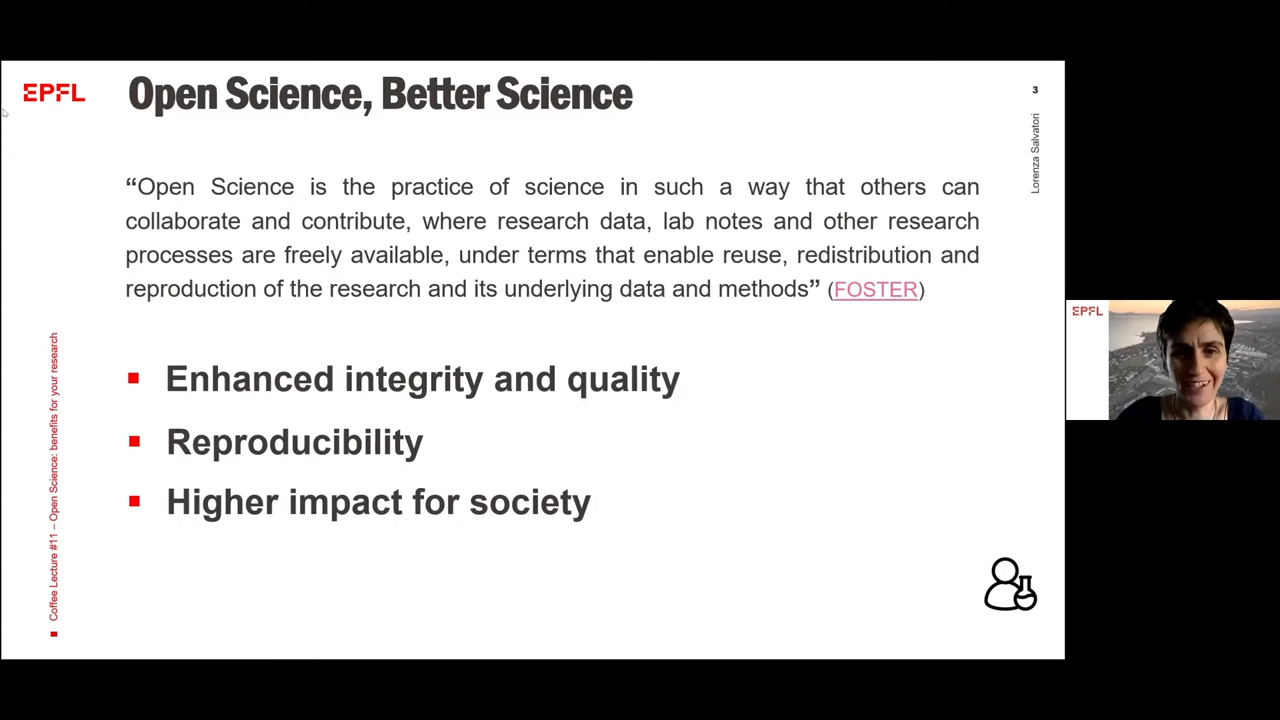 EPFL
Open Science, Better Science
3
Lorenza Salvatori
“Open Science is the practice of science in such a way that others can
collaborate and contribute, where research data, lab notes and other research
processes are freely available, under terms that enable reuse, redistribution and
reproduction of the research and its underlying data and methods” (FOSTER)
▪ Enhanced integrity and quality
▪ Reproducibility
▪ Higher impact for society
▪ Coffee Lecture #11 – Open Science: benefits for your research
EPFL